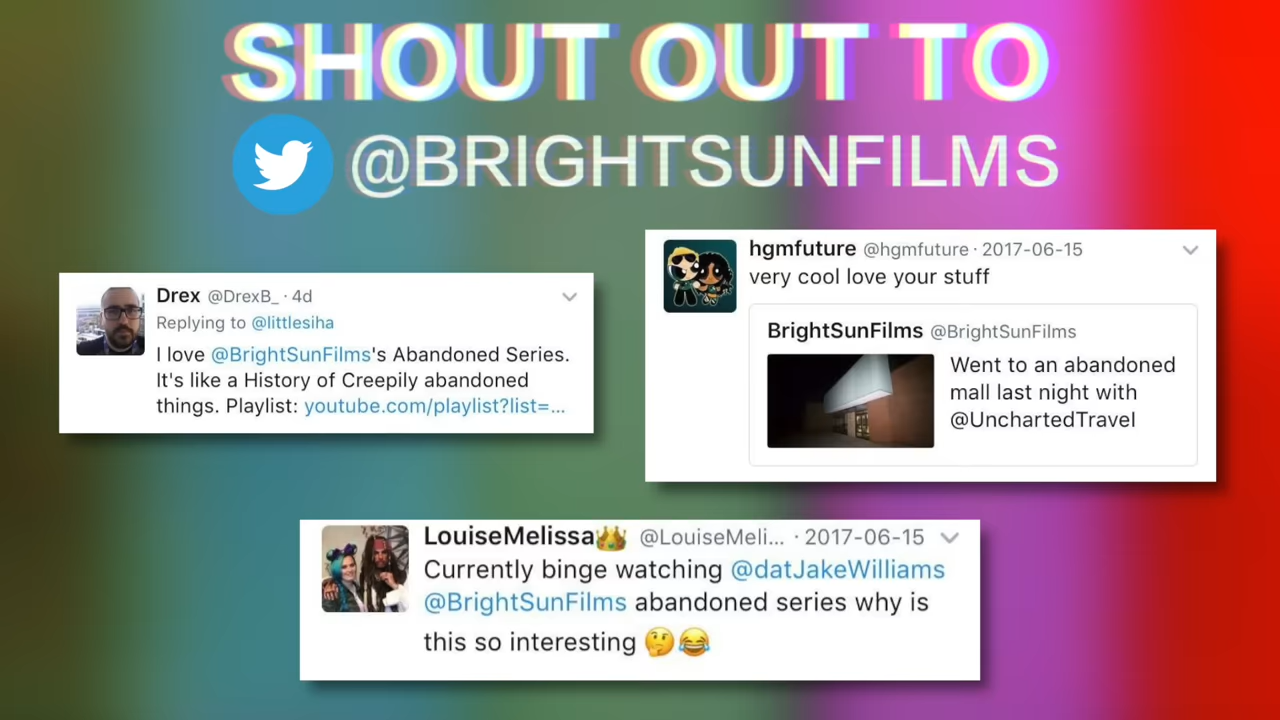 SHOUT OUT TO
@BRIGHTSUNFILMS
Drex @DrexB_ · 4d
Replying to @littlesiha
I love @BrightSunFilms's Abandoned Series.
It's like a History of Creepily abandoned
things. Playlist: youtube.com/playlist?list=...
hgmfuture @hgmfuture · 2017-06-15
very cool love your stuff
BrightSunFilms @BrightSunFilms
Went to an abandoned
mall last night with
@UnchartedTravel
LouiseMelissa👑 @LouiseMeli... · 2017-06-15
Currently binge watching @datJakeWilliams
@BrightSunFilms abandoned series why is
this so interesting 🤔😂